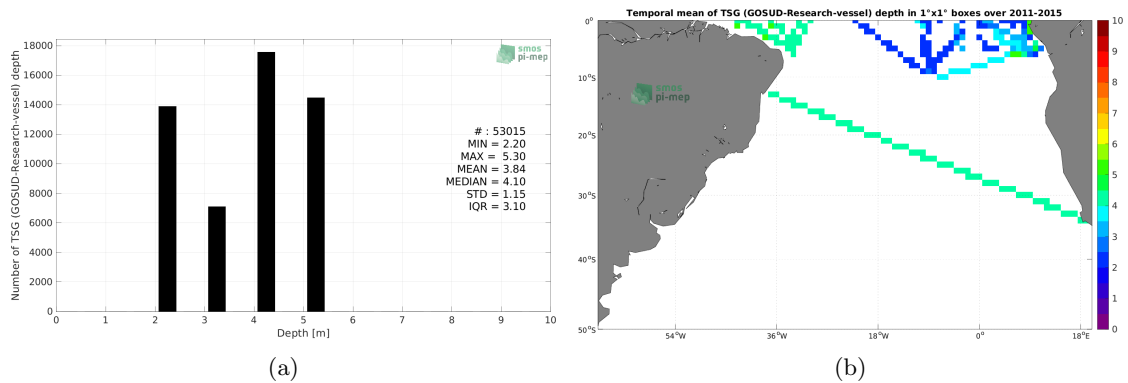 Number of TSG (GOSUD-Research-vessel) depth
18000
16000
14000
12000
10000
8000
6000
4000
2000
0
0 1 2 3 4 5 6 7 8 9 10
Depth [m]
smos
pi-mep
# : 53015
MIN = 2.20
MAX = 5.30
MEAN = 3.84
MEDIAN = 4.10
STD = 1.15
IQR = 3.10
(a)
Temporal mean of TSG (GOSUD-Research-vessel) depth in 1°x1° boxes over 2011-2015
0°
10°S
20°S
30°S
40°S
50°S
54°W 36°W 18°W 0° 18°E
smos
pi-mep
10
9
8
7
6
5
4
3
2
1
0
(b)